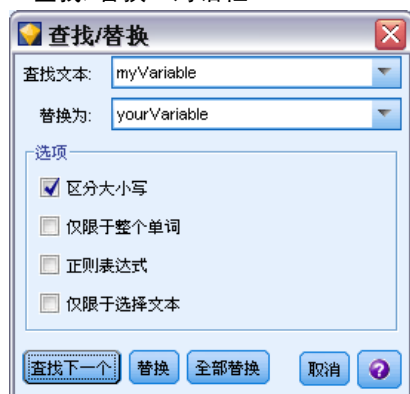 查找/替换
查找文本: myVariable
替换为: yourVariable
选项
区分大小写
仅限于整个单词
正则表达式
仅限于选择文本
查找下一个 替换 全部替换 取消 ?